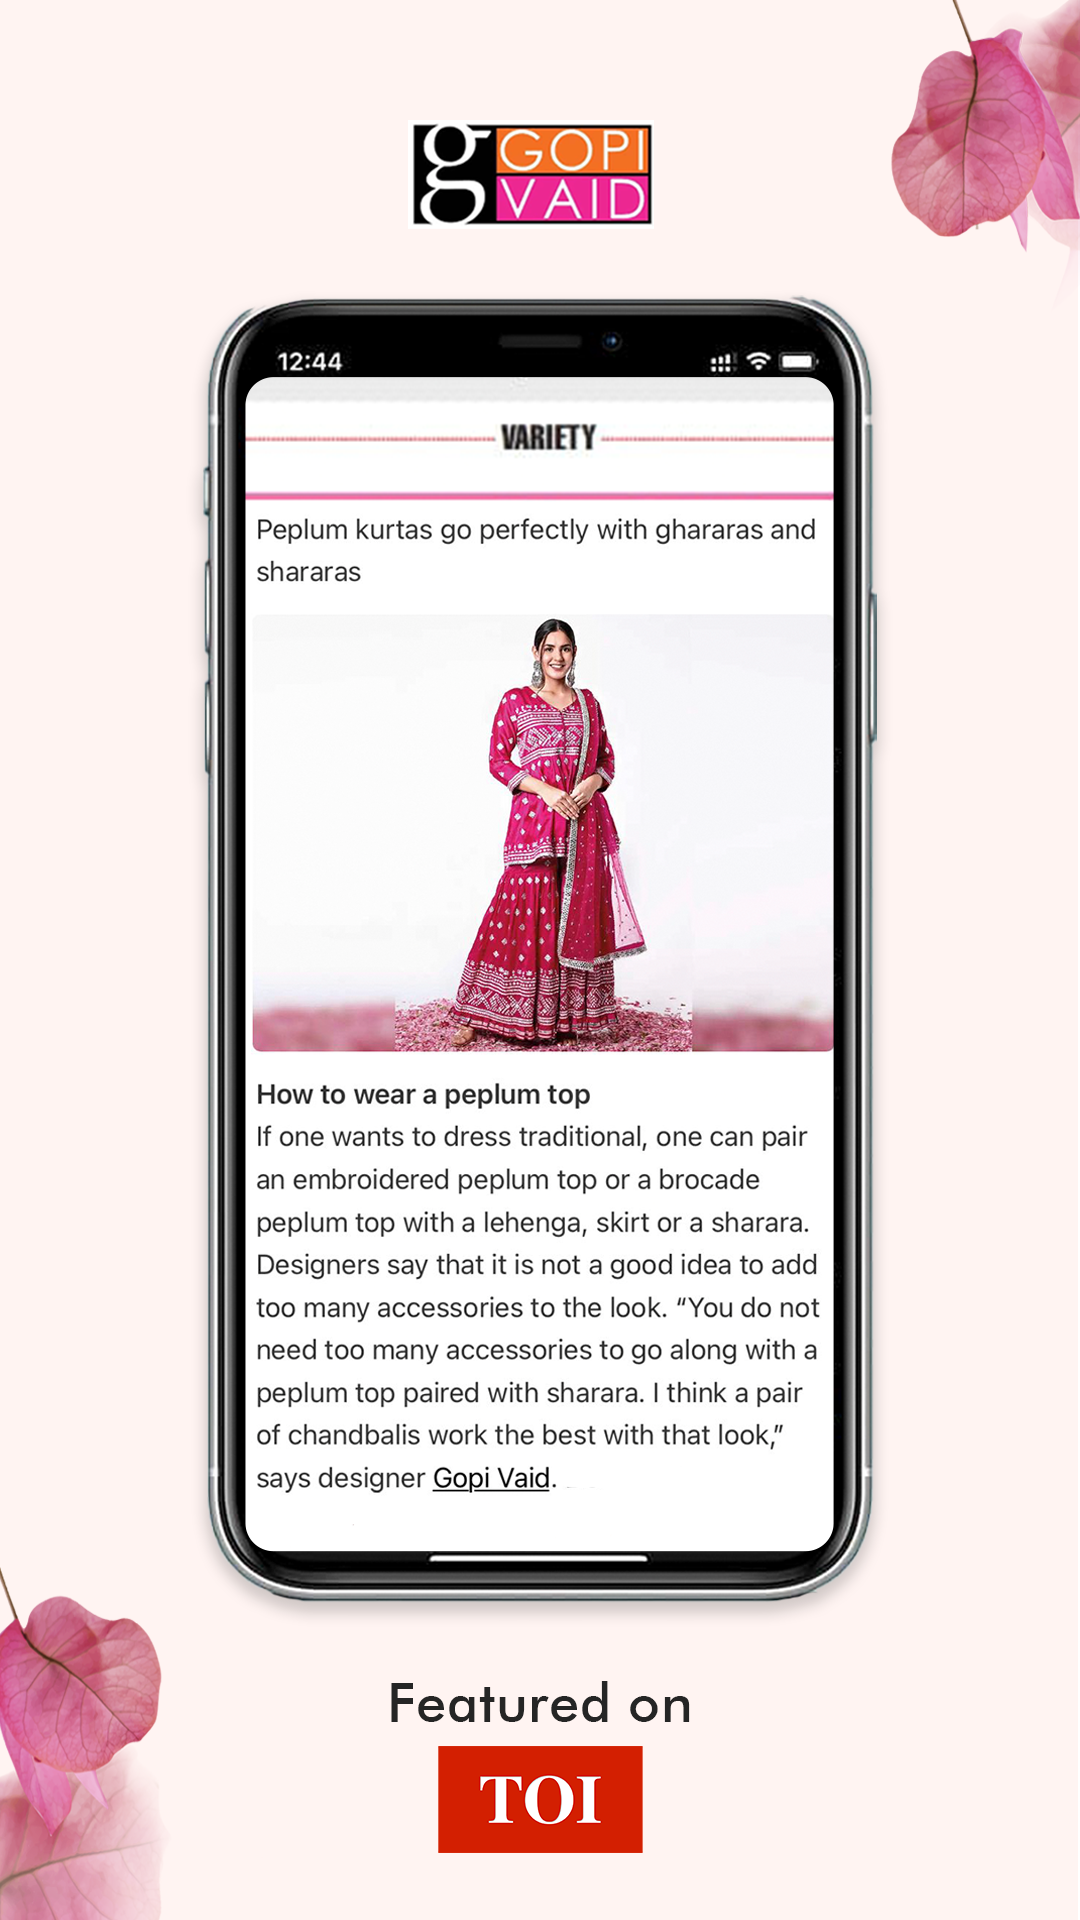 g GOPI
VAID
12:44
VARIETY
Peplum kurtas go perfectly with ghararas and
shararas
How to wear a peplum top
If one wants to dress traditional, one can pair
an embroidered peplum top or a brocade
peplum top with a lehenga, skirt or a sharara.
Designers say that it is not a good idea to add
too many accessories to the look. “You do not
need too many accessories to go along with a
peplum top paired with sharara. I think a pair
of chandbalis work the best with that look,”
says designer Gopi Vaid.
Featured on
TOI